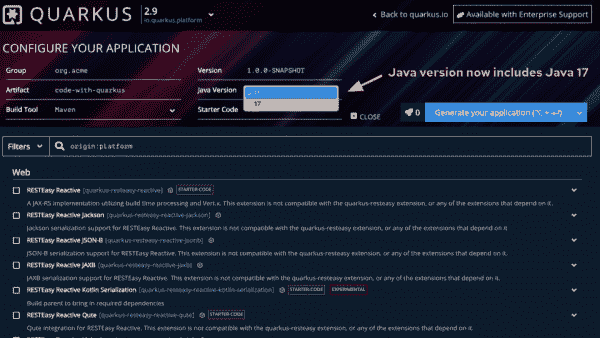 QUARKUS 2.9
io.quarkus.platform
Back to quarkus.io
Available with Enterprise Support
CONFIGURE YOUR APPLICATION
Group org.acme
Version 1.0.0-SNAPSHOT
Artifact code-with-quarkus
Java Version 11
17
Java version now includes Java 17
Build Tool Maven
Starter Code
CLOSE
0
Generate your application (⌥ + ⏎)
Filters origin:platform
Web
RESTEasy Reactive [quarkus-resteasy-reactive] STARTER-CODE
A JAX-RS implementation utilizing build time processing and Vert.x. This extension is not compatible with the quarkus-resteasy extension, or any of the extensions that depend on it.
RESTEasy Reactive Jackson [quarkus-resteasy-reactive-jackson]
Jackson serialization support for RESTEasy Reactive. This extension is not compatible with the quarkus-resteasy extension, or any of the extensions that depend on it
RESTEasy Reactive JSON-B [quarkus-resteasy-reactive-jsonb]
JSON-B serialization support for RESTEasy Reactive. This extension is not compatible with the quarkus-resteasy extension, or any of the extensions that depend on it.
RESTEasy Reactive JAXB [quarkus-resteasy-reactive-jaxb]
JAXB serialization support for RESTEasy Reactive. This extension is not compatible with the quarkus-resteasy extension, or any of the extensions that depend on it.
RESTEasy Reactive Kotlin Serialization [quarkus-resteasy-reactive-kotlin-serialization] STARTER-CODE EXPERIMENTAL
Build parent to bring in required dependencies
RESTEasy Reactive Qute [quarkus-resteasy-reactive-qute] STARTER-CODE
Qute integration for RESTEasy Reactive. This extension is not compatible with the quarkus-resteasy extension, or any of the extensions that depend on it.